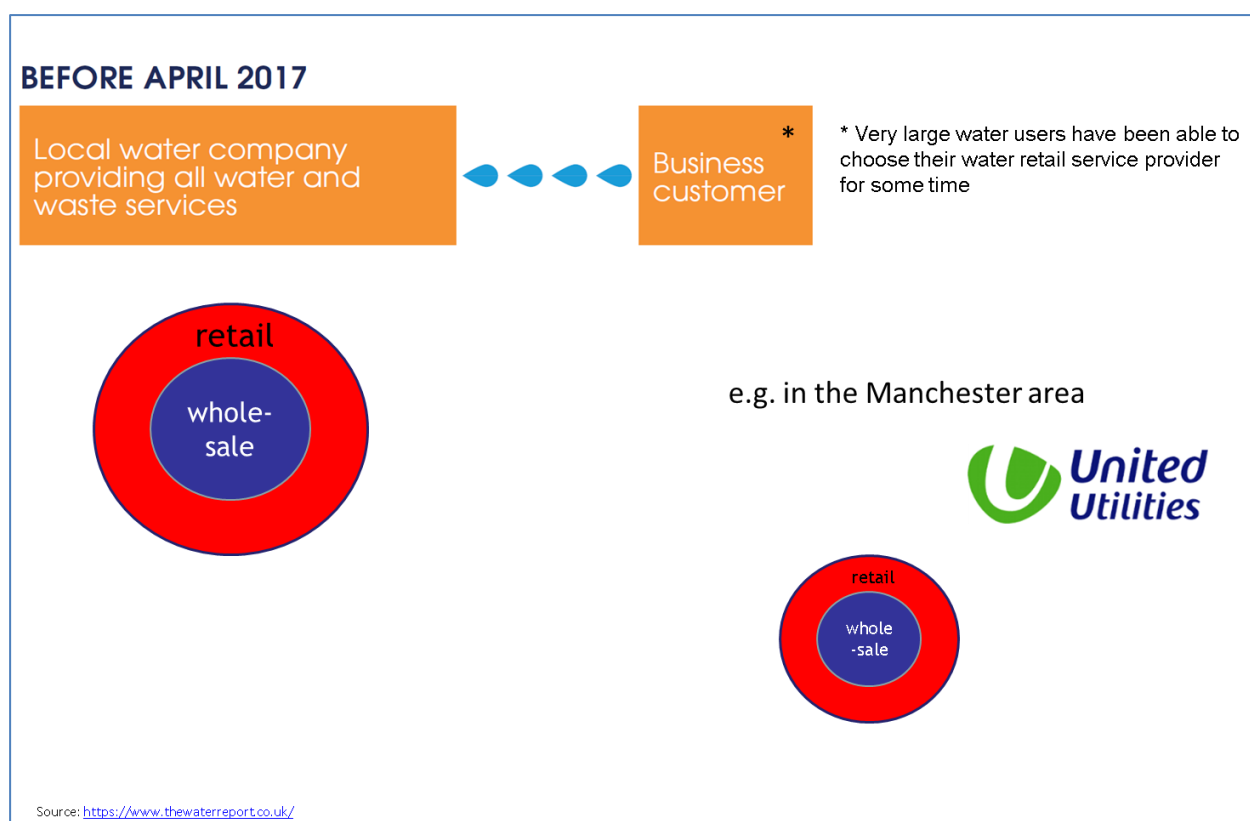 BEFORE APRIL 2017
Local water company
providing all water and
waste services
*
Business
customer
* Very large water users have been able to
choose their water retail service provider
for some time
retail
whole-
sale
e.g. in the Manchester area
United
Utilities
retail
whole
-sale
Source: https://www.thewaterreport.co.uk/